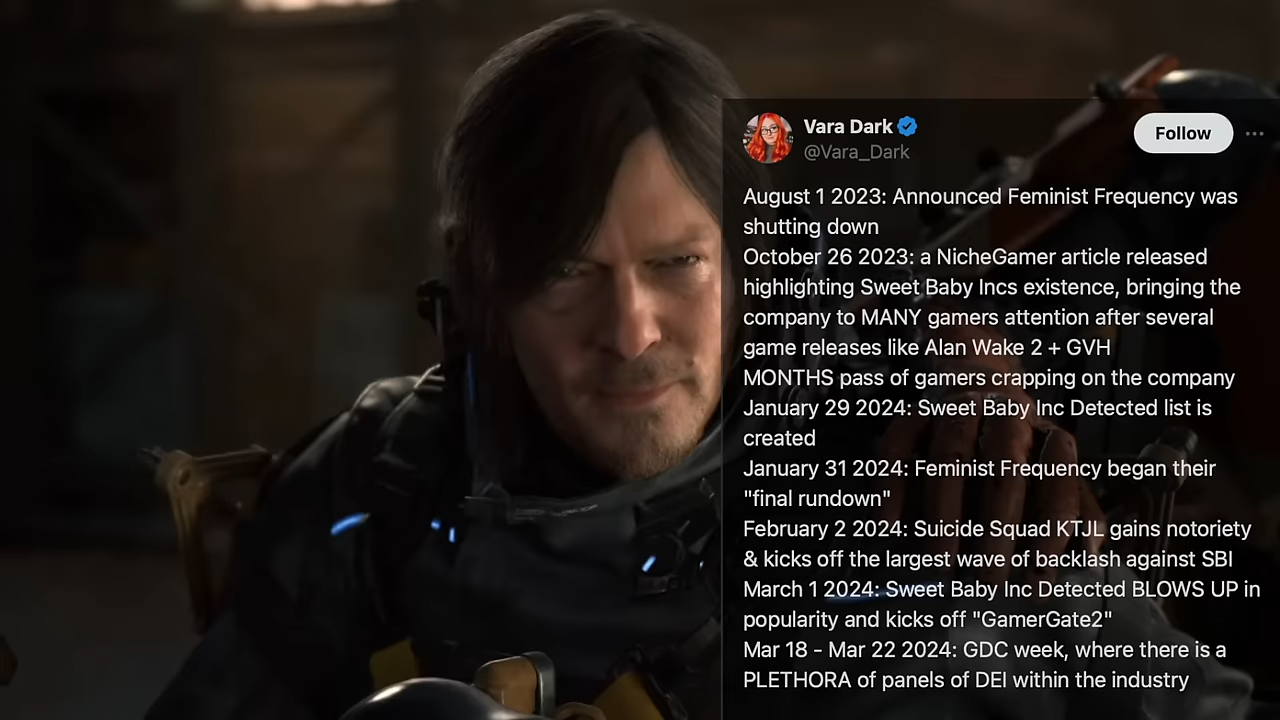 Vara Dark
@Vara_Dark
Follow
August 1 2023: Announced Feminist Frequency was
shutting down
October 26 2023: a NicheGamer article released
highlighting Sweet Baby Incs existence, bringing the
company to MANY gamers attention after several
game releases like Alan Wake 2 + GVH
MONTHS pass of gamers crapping on the company
January 29 2024: Sweet Baby Inc Detected list is
created
January 31 2024: Feminist Frequency began their
"final rundown"
February 2 2024: Suicide Squad KTJL gains notoriety
& kicks off the largest wave of backlash against SBI
March 1 2024: Sweet Baby Inc Detected BLOWS UP in
popularity and kicks off "GamerGate2"
Mar 18 - Mar 22 2024: GDC week, where there is a
PLETHORA of panels of DEI within the industry